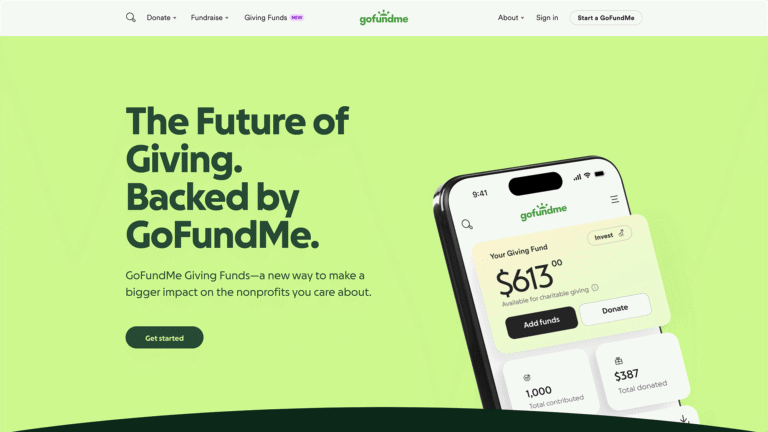 Donate
Fundraise
Giving Funds NEW
gofundme
About
Sign in
Start a GoFundMe
The Future of
Giving.
Backed by
GoFundMe.
GoFundMe Giving Funds—a new way to make a
bigger impact on the nonprofits you care about.
Get started
9:41
gofundme
Your Giving Fund
Invest
$613 00
Available for charitable giving
Add funds
Donate
1,000
Total contributed
$387
Total donated